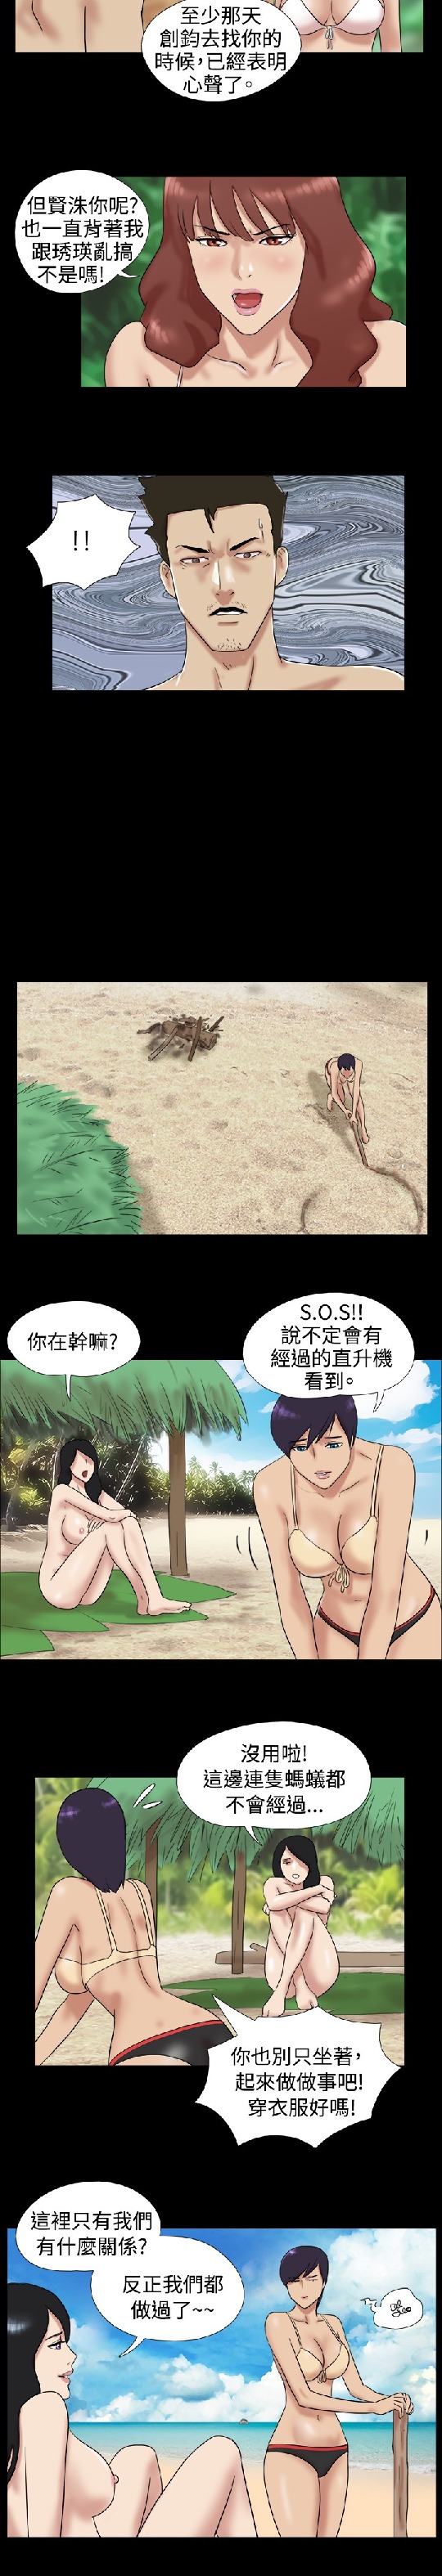 至少那天
創鈞去找你的
時候，已經表明
心聲了。
但賢洙你呢？
也一直背著我
跟琇瑛亂搞
不是嗎！
！！
你在幹嘛？
S.O.S!!
說不定會有
經過的直升機
看到。
沒用啦！
這邊連隻螞蟻都
不會經過...
你也別只坐著，
起來做做事吧！
穿衣服好嗎！
這裡只有我們
有什麼關係？
反正我們都
做過了~~